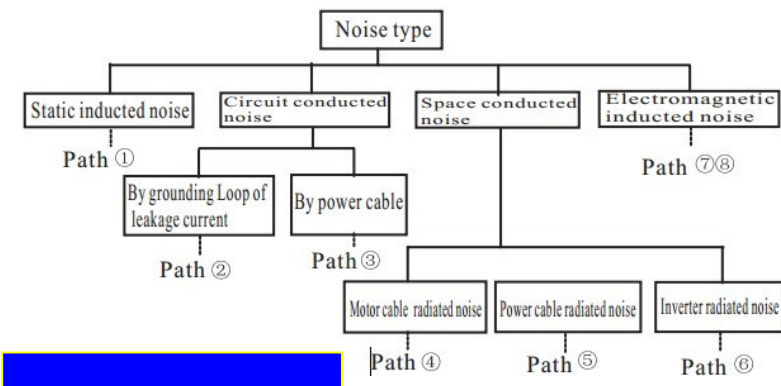 Noise type
Static inducted noise
Circuit conducted
noise
Space conducted
noise
Electromagnetic
inducted noise
Path ①
Path ⑦⑧
By grounding Loop of
leakage current
By power cable
Path ②
Path ③
Motor cable radiated noise
Power cable radiated noise
Inverter radiated noise
Path ④
Path ⑤
Path ⑥